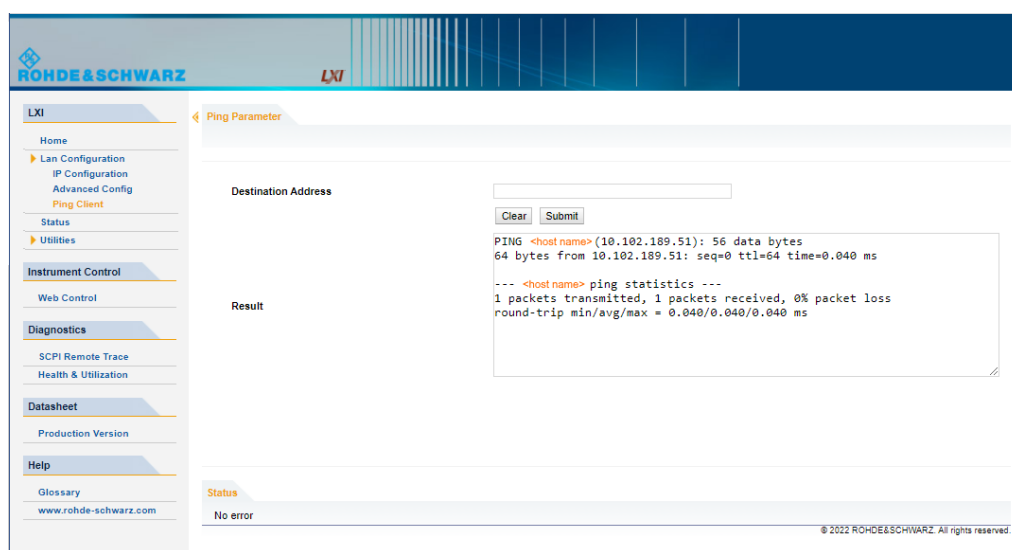 ROHDE&SCHWARZ
LXI
LXI
Home
Lan Configuration
IP Configuration
Advanced Config
Ping Client
Status
Utilities
Instrument Control
Web Control
Diagnostics
SCPI Remote Trace
Health & Utilization
Datasheet
Production Version
Help
Glossary
www.rohde-schwarz.com
Ping Parameter
Destination Address
Clear Submit
Result
PING <host name> (10.102.189.51): 56 data bytes
64 bytes from 10.102.189.51: seq=0 ttl=64 time=0.040 ms
--- <host name> ping statistics ---
1 packets transmitted, 1 packets received, 0% packet loss
round-trip min/avg/max = 0.040/0.040/0.040 ms
Status
No error
© 2022 ROHDE&SCHWARZ. All rights reserved.